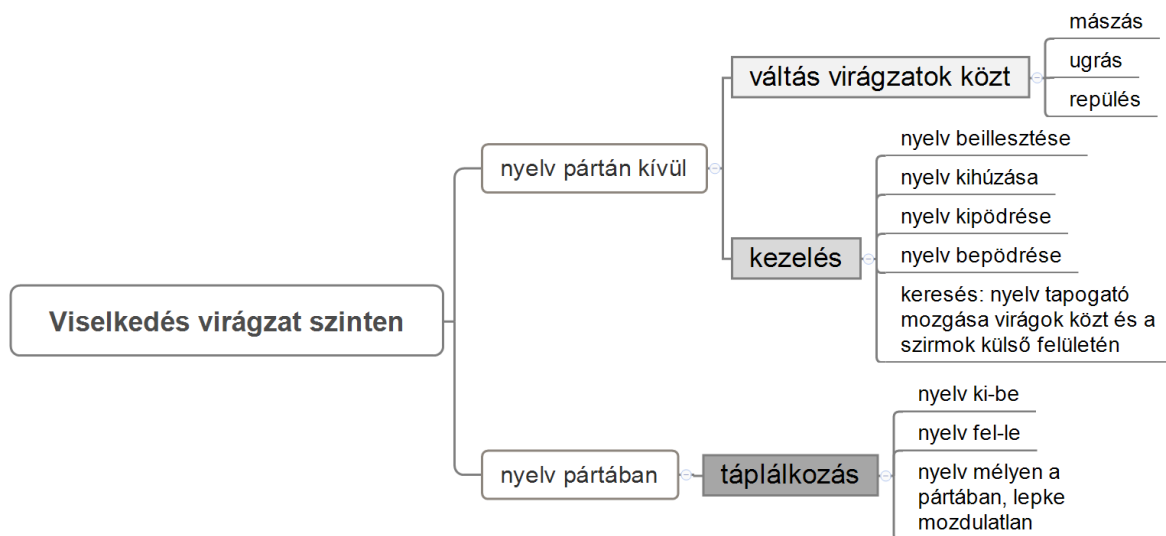 Viselkedés virágzat szinten
nyelv pártán kívül
váltás virágzatok közt
mászás
ugrás
repülés
kezelés
nyelv beillesztése
nyelv kihúzása
nyelv kipödrése
nyelv bepödrése
keresés: nyelv tapogató
mozgása virágok közt és a
szirmok külső felületén
nyelv pártában
táplálkozás
nyelv ki-be
nyelv fel-le
nyelv mélyen a
pártában, lepke
mozdulatlan